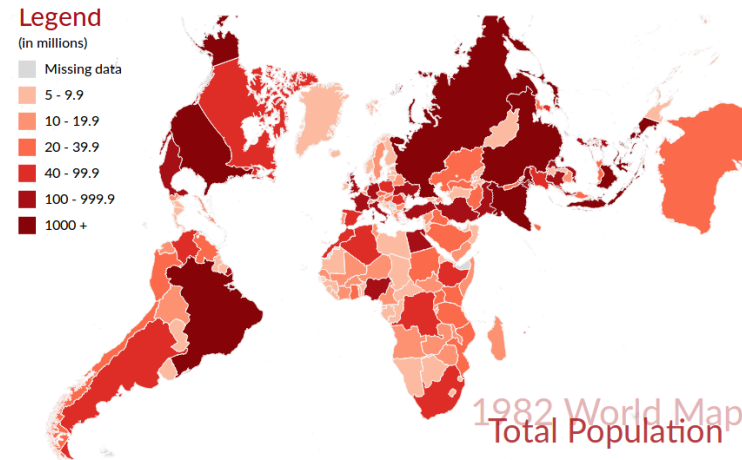 Legend
(in millions)
Missing data
5 - 9.9
10 - 19.9
20 - 39.9
40 - 99.9
100 - 999.9
1000 +
1982 World Map
Total Population